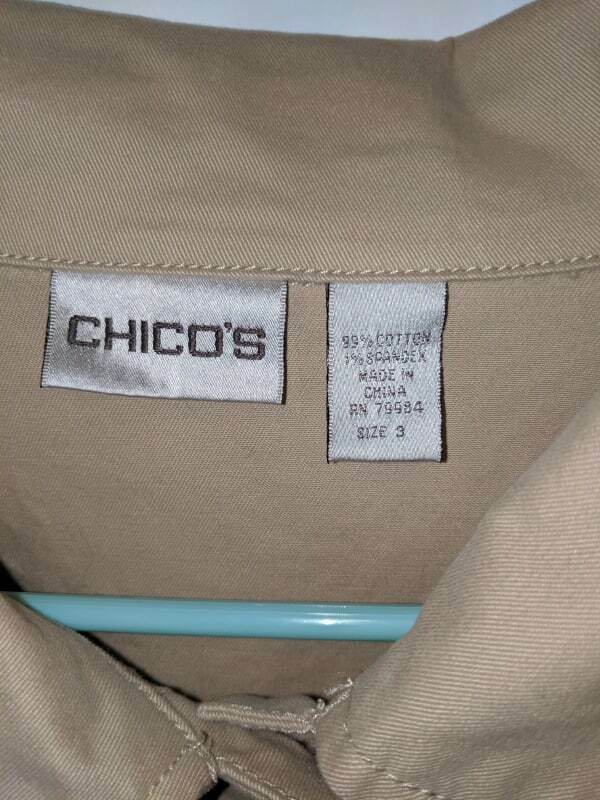 CHICO'S
99% COTTON
1% SPANDEX
MADE IN
CHINA
RN 79984
SIZE 3